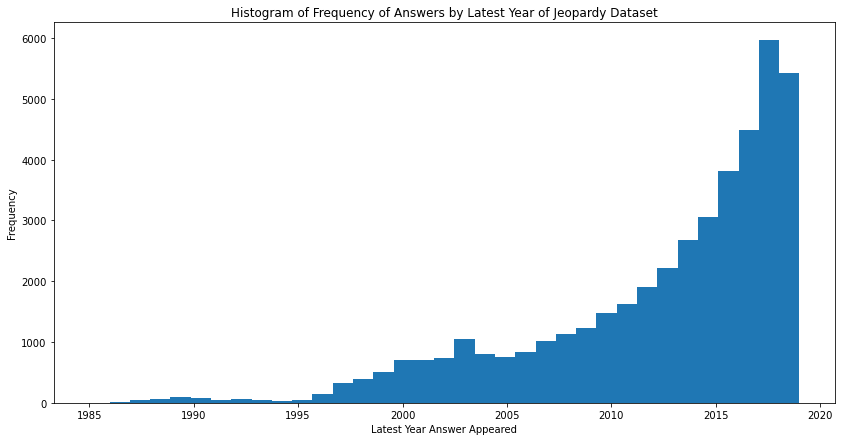 Histogram of Frequency of Answers by Latest Year of Jeopardy Dataset
6000
5000
4000
3000
2000
1000
0
Frequency
1985 1990 1995 2000 2005 2010 2015 2020
Latest Year Answer Appeared